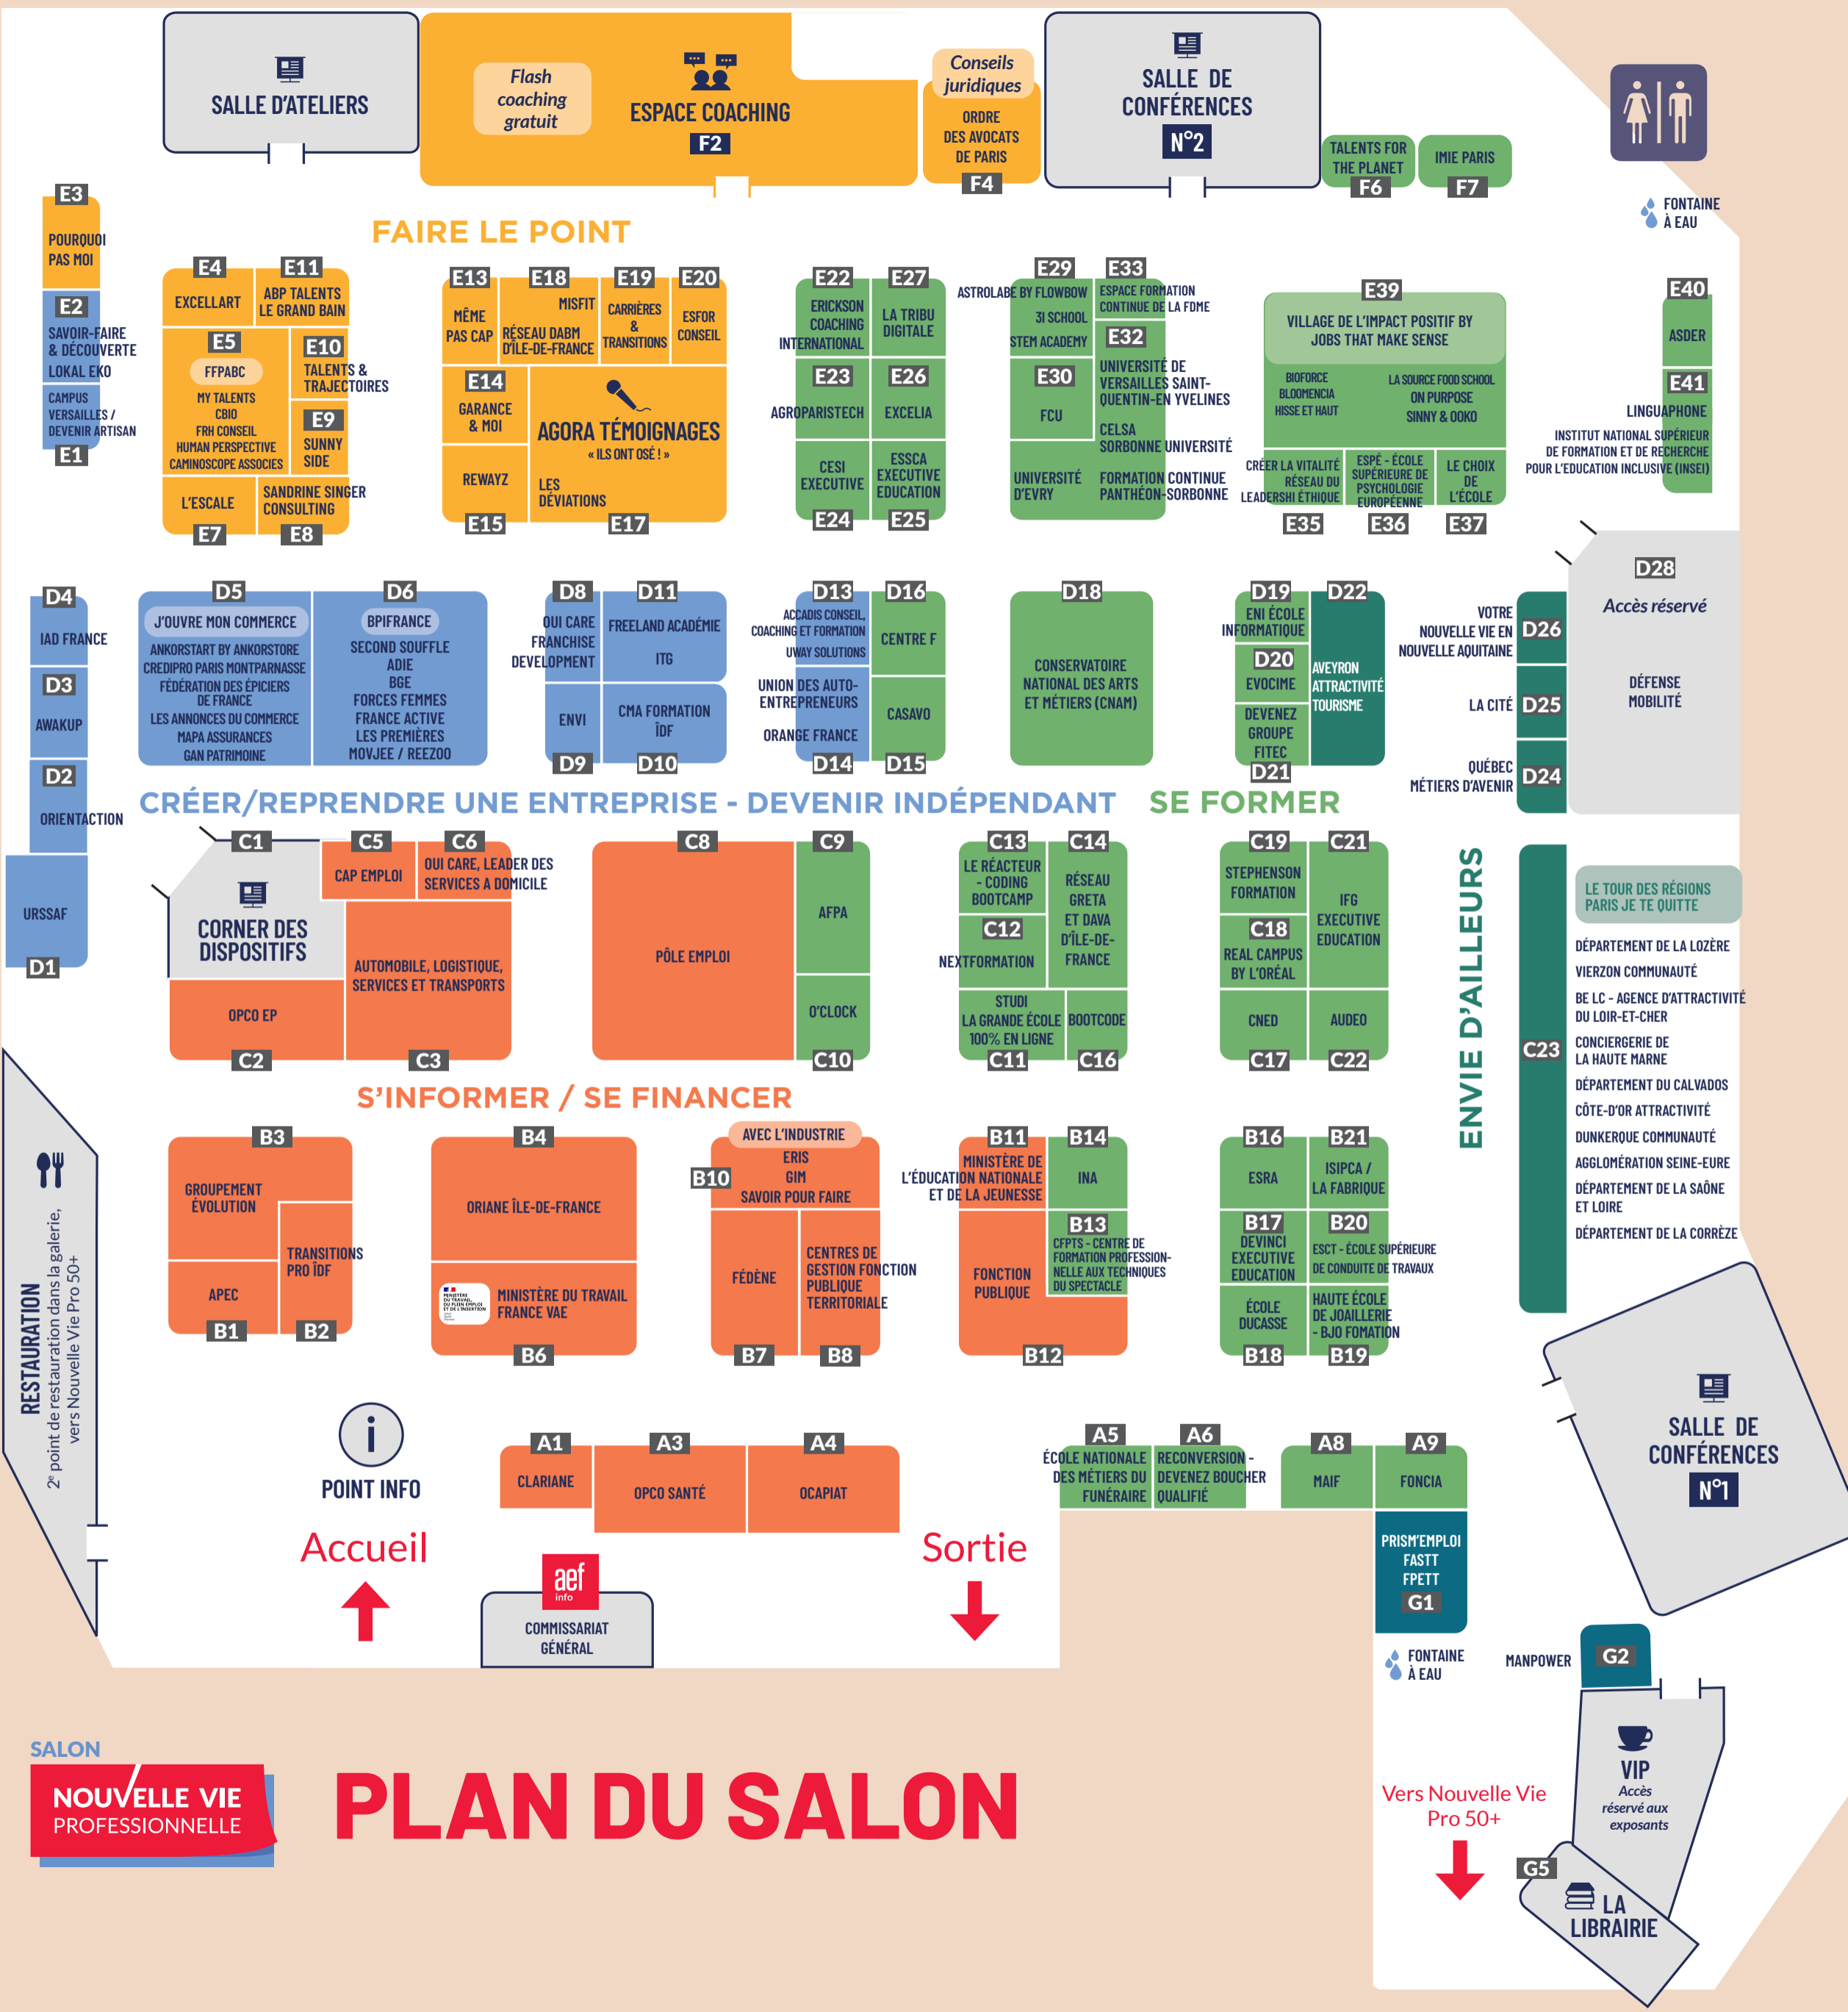 SALLE D'ATELIERS
Flash
coaching
gratuit
ESPACE COACHING
F2
Conseils
juridiques
ORDRE
DES AVOCATS
DE PARIS
F4
SALLE DE
CONFÉRENCES
N°2
TALENTS FOR
THE PLANET
F6
IMIE PARIS
F7
FONTAINE
À EAU
FAIRE LE POINT
E3
POURQUOI
PAS MOI
E2
SAVOIR-FAIRE
& DÉCOUVERTE
LOKAL EKO
CAMPUS
VERSAILLES /
DEVENIR ARTISAN
E1
E4
EXCELLART
E11
ABP TALENTS
LE GRAND BAIN
E5
FFPABC
MY TALENTS
CBIO
FRH CONSEIL
HUMAN PERSPECTIVE
CAMINOSCOPE ASSOCIES
E10
TALENTS &
TRAJECTOIRES
E9
SUNNY
SIDE
L'ESCALE
E7
SANDRINE SINGER
CONSULTING
E8
E13
MÊME
PAS CAP
E18
MISFIT
RÉSEAU DABM
D'ÎLE-DE-FRANCE
E19
CARRIÈRES
&
TRANSITIONS
E20
ESFOR
CONSEIL
E14
GARANCE
& MOI
REWAYZ
E15
AGORA TÉMOIGNAGES
« ILS ONT OSÉ ! »
LES
DÉVIATIONS
E17
E22
ERICKSON
COACHING
INTERNATIONAL
E27
LA TRIBU
DIGITALE
E23
AGROPARISTECH
E26
EXCELIA
CESI
EXECUTIVE
E24
ESSCA
EXECUTIVE
EDUCATION
E25
E29
ASTROLABE BY FLOWBOW
3I SCHOOL
STEM ACADEMY
E33
ESPACE FORMATION
CONTINUE DE LA FDME
E30
FCU
E32
UNIVERSITÉ DE
VERSAILLES SAINT-
QUENTIN-EN YVELINES
CELSA
SORBONNE UNIVERSITÉ
UNIVERSITÉ
D'EVRY
FORMATION CONTINUE
PANTHÉON-SORBONNE
E39
VILLAGE DE L'IMPACT POSITIF BY
JOBS THAT MAKE SENSE
BIOFORCE
BLOOMENCIA
HISSE ET HAUT
LA SOURCE FOOD SCHOOL
ON PURPOSE
SINNY & OOKO
CRÉER LA VITALITÉ
RÉSEAU DU
LEADERSHI ÉTHIQUE
E35
ESPÉ - ÉCOLE
SUPÉRIEURE DE
PSYCHOLOGIE
EUROPÉENNE
E36
LE CHOIX
DE
L'ÉCOLE
E37
E40
ASDER
E41
LINGUAPHONE
INSTITUT NATIONAL SUPÉRIEUR
DE FORMATION ET DE RECHERCHE
POUR L'EDUCATION INCLUSIVE (INSEI)
D4
IAD FRANCE
D3
AWAKUP
D2
ORIENTACTION
URSSAF
D1
D5
J'OUVRE MON COMMERCE
ANKORSTART BY ANKORSTORE
CREDIPRO PARIS MONTPARNASSE
FÉDÉRATION DES ÉPICIERS
DE FRANCE
LES ANNONCES DU COMMERCE
MAPA ASSURANCES
GAN PATRIMOINE
D6
BPIFRANCE
SECOND SOUFFLE
ADIE
BGE
FORCES FEMMES
FRANCE ACTIVE
LES PREMIÈRES
MOVJEE / REEZOO
D8
OUI CARE
FRANCHISE
DEVELOPMENT
D11
FREELAND ACADÉMIE
ITG
ENVI
D9
CMA FORMATION
ÎDF
D10
D13
ACCADIS CONSEIL,
COACHING ET FORMATION
UWAY SOLUTIONS
D16
CENTRE F
UNION DES AUTO-
ENTREPRENEURS
ORANGE FRANCE
D14
CASAVO
D15
D18
CONSERVATOIRE
NATIONAL DES ARTS
ET MÉTIERS (CNAM)
D19
ENI ÉCOLE
INFORMATIQUE
D20
EVOCIME
DEVENEZ
GROUPE
FITEC
D21
D22
AVEYRON
ATTRACTIVITÉ
TOURISME
VOTRE
NOUVELLE VIE EN
NOUVELLE AQUITAINE
D26
LA CITÉ
D25
QUÉBEC
MÉTIERS D'AVENIR
D24
D28
Accès réservé
DÉFENSE
MOBILITÉ
CRÉER/REPRENDRE UNE ENTREPRISE - DEVENIR INDÉPENDANT
SE FORMER
C1
CORNER DES
DISPOSITIFS
C5
CAP EMPLOI
C6
OUI CARE, LEADER DES
SERVICES A DOMICILE
OPCO EP
C2
AUTOMOBILE, LOGISTIQUE,
SERVICES ET TRANSPORTS
C3
C8
PÔLE EMPLOI
C9
AFPA
O'CLOCK
C10
C13
LE RÉACTEUR
- CODING
BOOTCAMP
C14
RÉSEAU
GRETA
ET DAVA
D'ÎLE-DE-
FRANCE
C12
NEXTFORMATION
STUDI
LA GRANDE ÉCOLE
100% EN LIGNE
C11
BOOTCODE
C16
C19
STEPHENSON
FORMATION
C21
IFG
EXECUTIVE
EDUCATION
C18
REAL CAMPUS
BY L'ORÉAL
CNED
C17
AUDEO
C22
ENVIE D'AILLEURS
C23
LE TOUR DES RÉGIONS
PARIS JE TE QUITTE
DÉPARTEMENT DE LA LOZÈRE
VIERZON COMMUNAUTÉ
BE LC - AGENCE D'ATTRACTIVITÉ
DU LOIR-ET-CHER
CONCIERGERIE DE
LA HAUTE MARNE
DÉPARTEMENT DU CALVADOS
CÔTE-D'OR ATTRACTIVITÉ
DUNKERQUE COMMUNAUTÉ
AGGLOMÉRATION SEINE-EURE
DÉPARTEMENT DE LA SAÔNE
ET LOIRE
DÉPARTEMENT DE LA CORRÈZE
S'INFORMER / SE FINANCER
RESTAURATION
2e point de restauration dans la galerie,
vers Nouvelle Vie Pro 50+
B3
GROUPEMENT
ÉVOLUTION
APEC
B1
TRANSITIONS
PRO ÎDF
B2
B4
ORIANE ÎLE-DE-FRANCE
MINISTÈRE
DU TRAVAIL,
DU PLEIN EMPLOI
ET DE L'INSERTION
MINISTÈRE DU TRAVAIL
FRANCE VAE
B6
AVEC L'INDUSTRIE
B10
ERIS
GIM
SAVOIR POUR FAIRE
FÉDÈNE
B7
CENTRES DE
GESTION FONCTION
PUBLIQUE
TERRITORIALE
B8
B11
MINISTÈRE DE
L'ÉDUCATION NATIONALE
ET DE LA JEUNESSE
B14
INA
B13
CFPTS - CENTRE DE
FORMATION PROFESSION-
NELLE AUX TECHNIQUES
DU SPECTACLE
FONCTION
PUBLIQUE
B12
B16
ESRA
B21
ISIPCA /
LA FABRIQUE
B17
DEVINCI
EXECUTIVE
EDUCATION
B20
ESCT - ÉCOLE SUPÉRIEURE
DE CONDUITE DE TRAVAUX
ÉCOLE
DUCASSE
B18
HAUTE ÉCOLE
DE JOAILLERIE
- BJO FOMATION
B19
SALLE DE
CONFÉRENCES
N°1
i
POINT INFO
Accueil
A1
CLARIANE
A3
OPCO SANTÉ
A4
OCAPIAT
aef
info
COMMISSARIAT
GÉNÉRAL
Sortie
A5
ÉCOLE NATIONALE
DES MÉTIERS DU
FUNÉRAIRE
A6
RECONVERSION -
DEVENEZ BOUCHER
QUALIFIÉ
A8
MAIF
A9
FONCIA
PRISM'EMPLOI
FASTT
FPETT
G1
FONTAINE
À EAU
MANPOWER
G2
VIP
Accès
réservé aux
exposants
Vers Nouvelle Vie
Pro 50+
G5
LA
LIBRAIRIE
SALON
NOUVELLE VIE
PROFESSIONNELLE
PLAN DU SALON